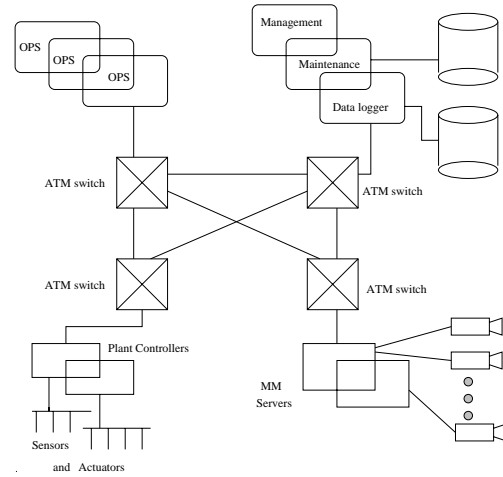 Management
OPS
OPS
OPS
Maintenance
Data logger
ATM switch
ATM switch
ATM switch
ATM switch
Plant Controllers
MM
Servers
Sensors
and Actuators